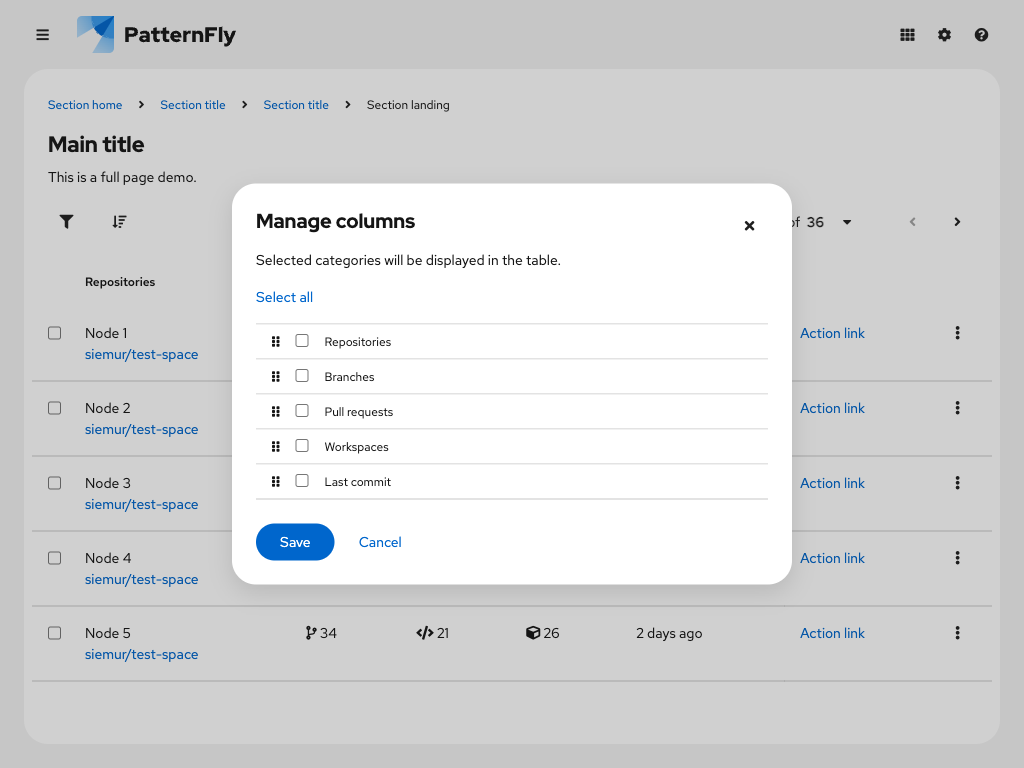 PatternFly
Section home Section title Section title Section landing
Main title
This is a full page demo.
of 36
Manage columns
Selected categories will be displayed in the table.
Select all
Repositories
Branches
Pull requests
Workspaces
Last commit
Save Cancel
Repositories
Node 1
siemur/test-space
Action link
Node 2
siemur/test-space
Action link
Node 3
siemur/test-space
Action link
Node 4
siemur/test-space
Action link
Node 5 34 21 26 2 days ago Action link
siemur/test-space